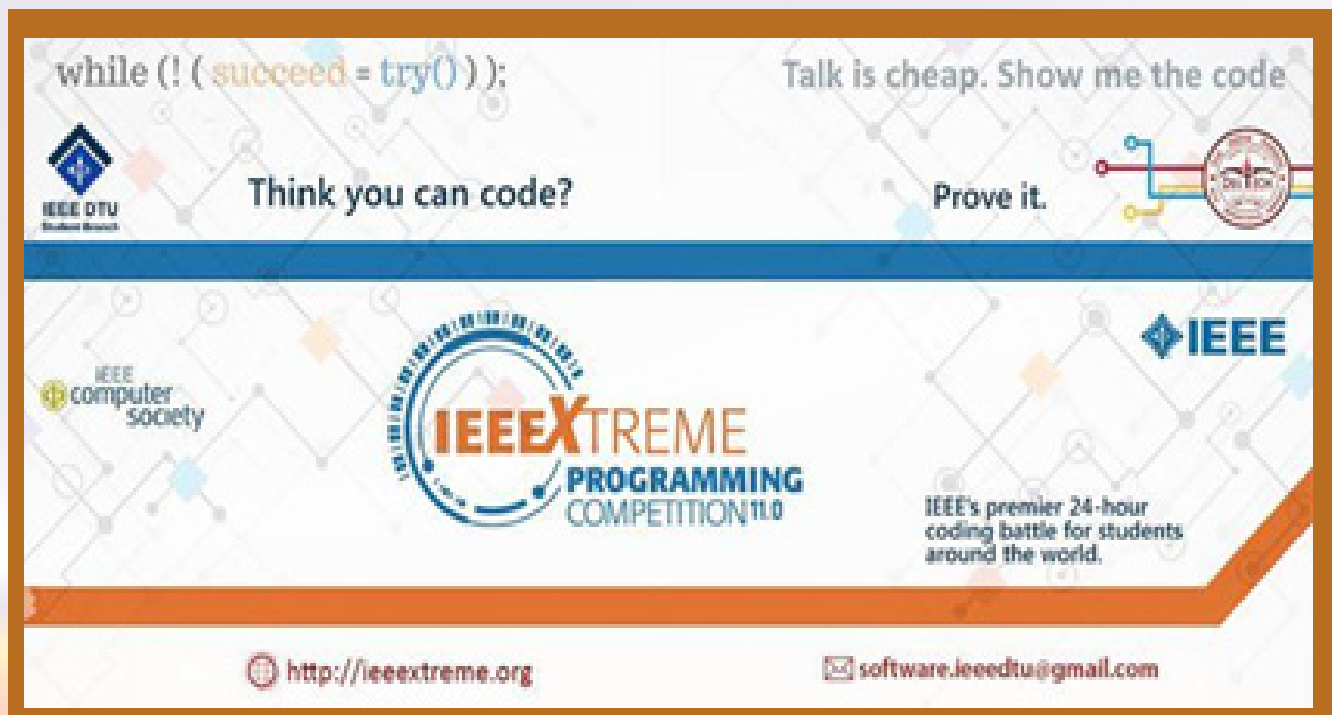 while (! ( succeed = try() ) );
Talk is cheap. Show me the code
IEEE DTU
Student Branch
Think you can code?
Prove it.
IEEE
computer
society
IEEEXTREME
PROGRAMMING
COMPETITION 11.0
IEEE
IEEE's premier 24-hour
coding battle for students
around the world.
http://ieeextreme.org
software.ieeedtu@gmail.com